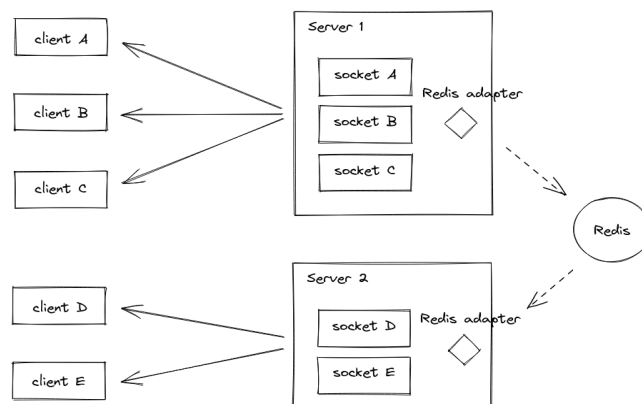 client A
client B
client C
Server 1
socket A
socket B
socket C
Redis adapter
Redis
client D
client E
Server 2
socket D
socket E
Redis adapter